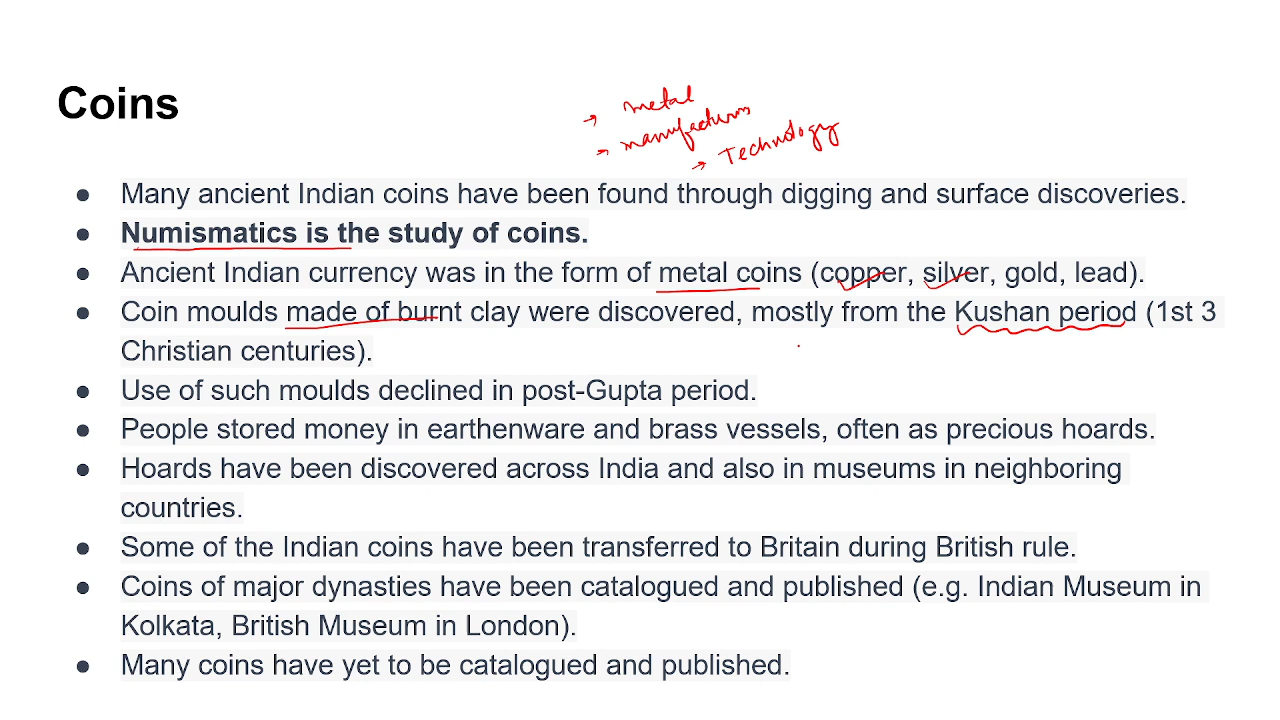 Coins
→ metal
→ manufacturing
→ Technology
● Many ancient Indian coins have been found through digging and surface discoveries.
● Numismatics is the study of coins.
● Ancient Indian currency was in the form of metal coins (copper, silver, gold, lead).
● Coin moulds made of burnt clay were discovered, mostly from the Kushan period (1st 3
Christian centuries).
● Use of such moulds declined in post-Gupta period.
● People stored money in earthenware and brass vessels, often as precious hoards.
● Hoards have been discovered across India and also in museums in neighboring
countries.
● Some of the Indian coins have been transferred to Britain during British rule.
● Coins of major dynasties have been catalogued and published (e.g. Indian Museum in
Kolkata, British Museum in London).
● Many coins have yet to be catalogued and published.